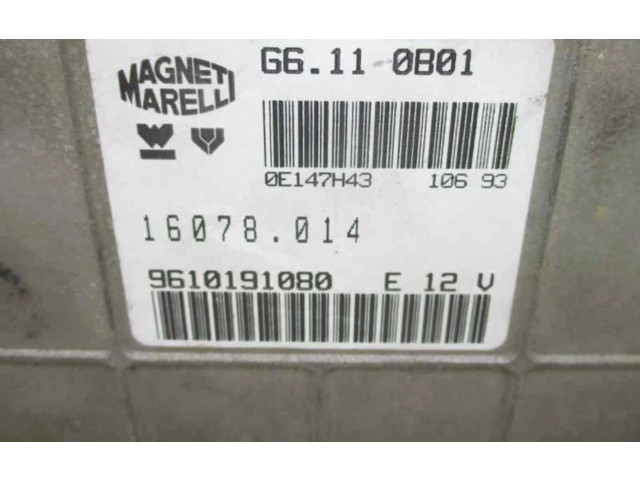 MAGNETI
MARELLI
G6.11 0B01
0E147H43 106 93
16078.014
9610191080 E 12 V